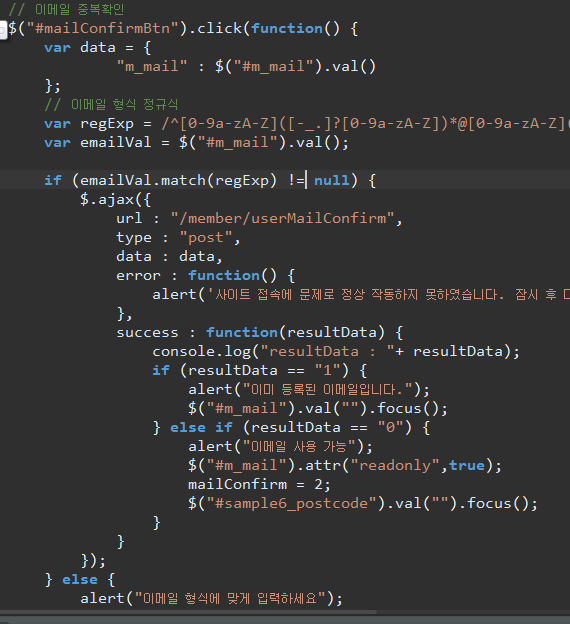 // 이메일 중복확인
$("#mailConfirmBtn").click(function() {
var data = {
"m_mail" : $("#m_mail").val()
};
// 이메일 형식 정규식
var regExp = /^[0-9a-zA-Z]([-_.]?[0-9a-zA-Z])*@[0-9a-zA-Z](
var emailVal = $("#m_mail").val();
if (emailVal.match(regExp) != null) {
$.ajax({
url : "/member/userMailConfirm",
type : "post",
data : data,
error : function() {
alert('사이트 접속에 문제로 정상 작동하지 못하였습니다. 잠시 후 다
},
success : function(resultData) {
console.log("resultData : "+ resultData);
if (resultData == "1") {
alert("이미 등록된 이메일입니다.");
$("#m_mail").val("").focus();
} else if (resultData == "0") {
alert("이메일 사용 가능");
$("#m_mail").attr("readonly",true);
mailConfirm = 2;
$("#sample6_postcode").val("").focus();
}
}
});
} else {
alert("이메일 형식에 맞게 입력하세요");